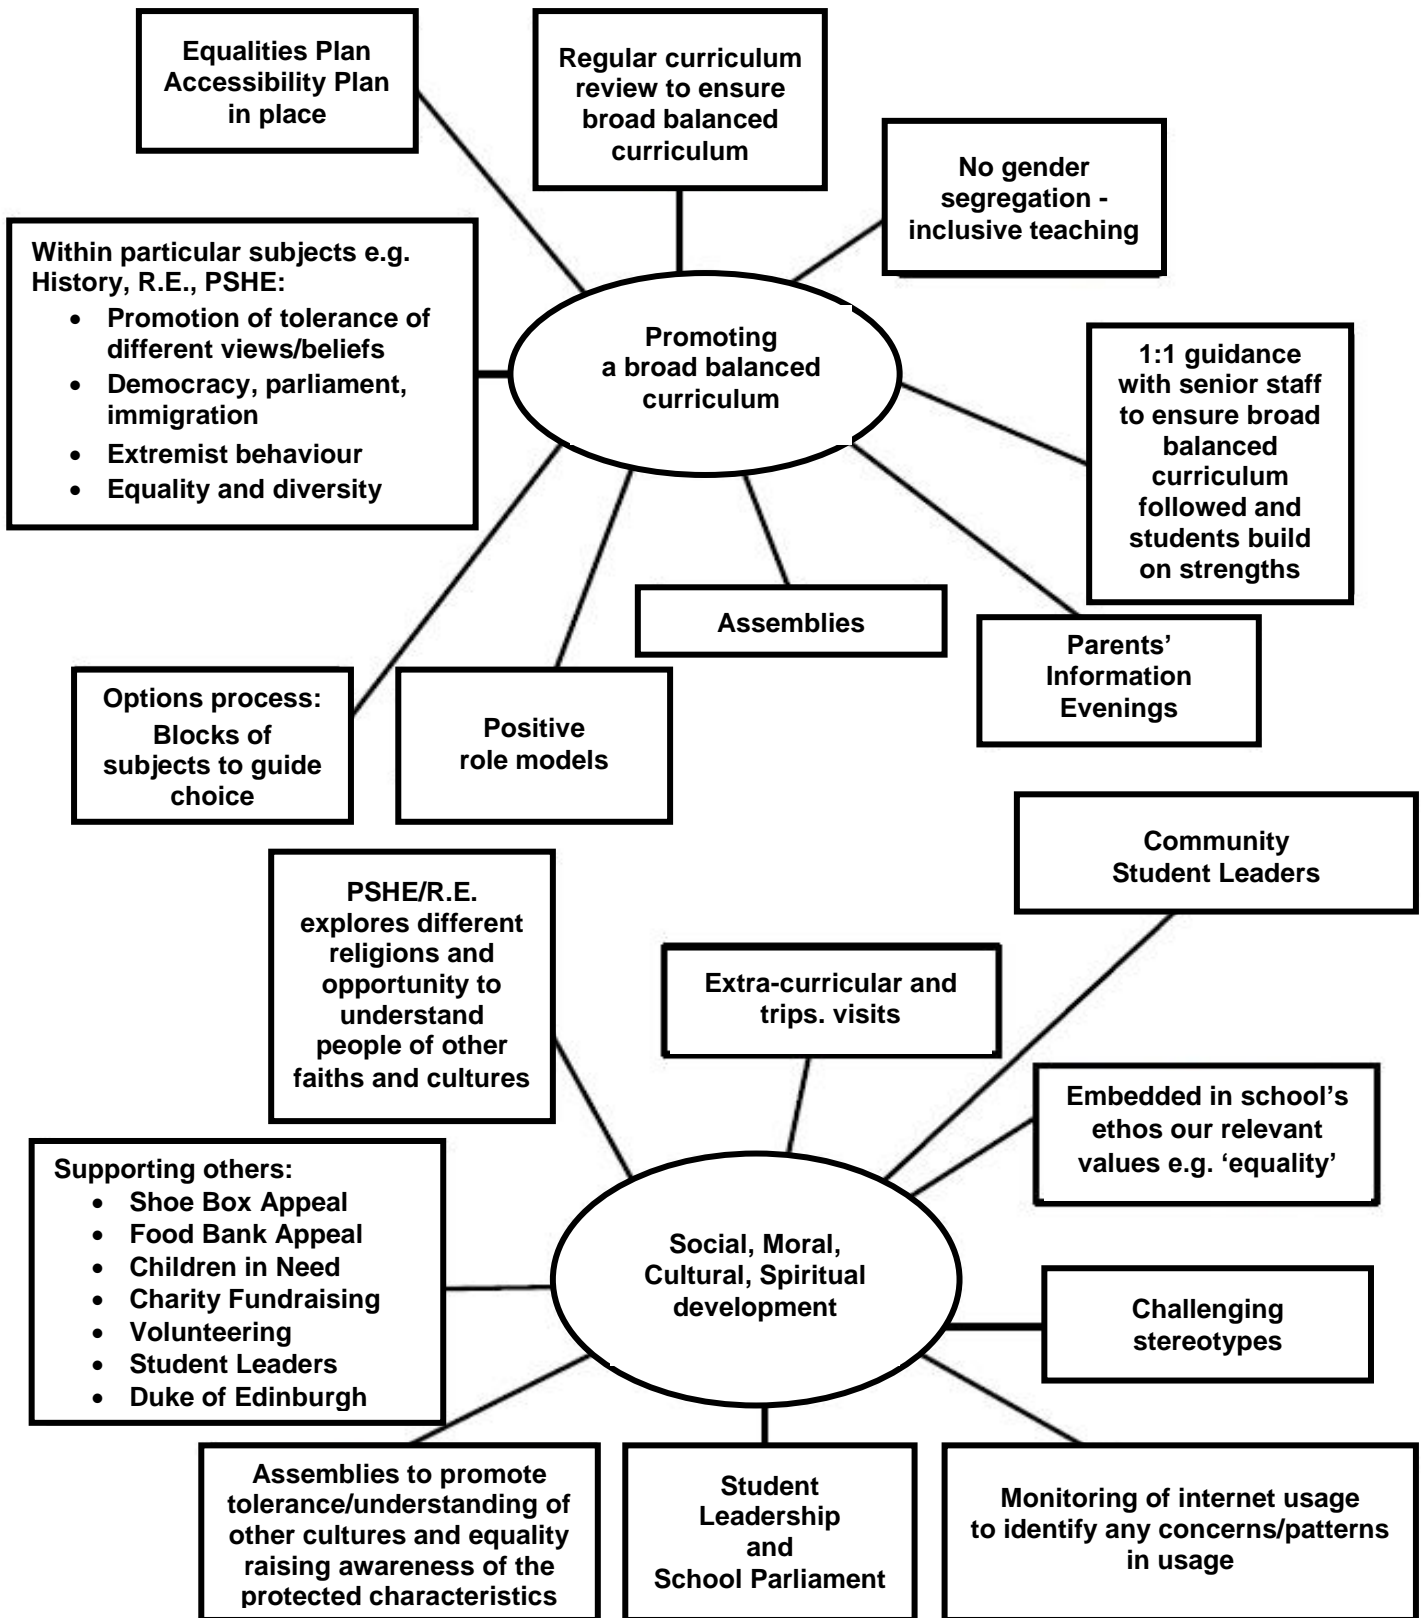 Equalities Plan
Accessibility Plan
in place
Regular curriculum
review to ensure
broad balanced
curriculum
No gender
segregation -
inclusive teaching
Within particular subjects e.g.
History, R.E., PSHE:
• Promotion of tolerance of
different views/beliefs
• Democracy, parliament,
immigration
• Extremist behaviour
• Equality and diversity
Promoting
a broad balanced
curriculum
1:1 guidance
with senior staff
to ensure broad
balanced
curriculum
followed and
students build
on strengths
Assemblies
Parents’
Information
Evenings
Options process:
Blocks of
subjects to guide
choice
Positive
role models
Community
Student Leaders
PSHE/R.E.
explores different
religions and
opportunity to
understand
people of other
faiths and cultures
Extra-curricular and
trips. visits
Embedded in school’s
ethos our relevant
values e.g. ‘equality’
Supporting others:
• Shoe Box Appeal
• Food Bank Appeal
• Children in Need
• Charity Fundraising
• Volunteering
• Student Leaders
• Duke of Edinburgh
Social, Moral,
Cultural, Spiritual
development
Challenging
stereotypes
Assemblies to promote
tolerance/understanding of
other cultures and equality
raising awareness of the
protected characteristics
Student
Leadership
and
School Parliament
Monitoring of internet usage
to identify any concerns/patterns
in usage